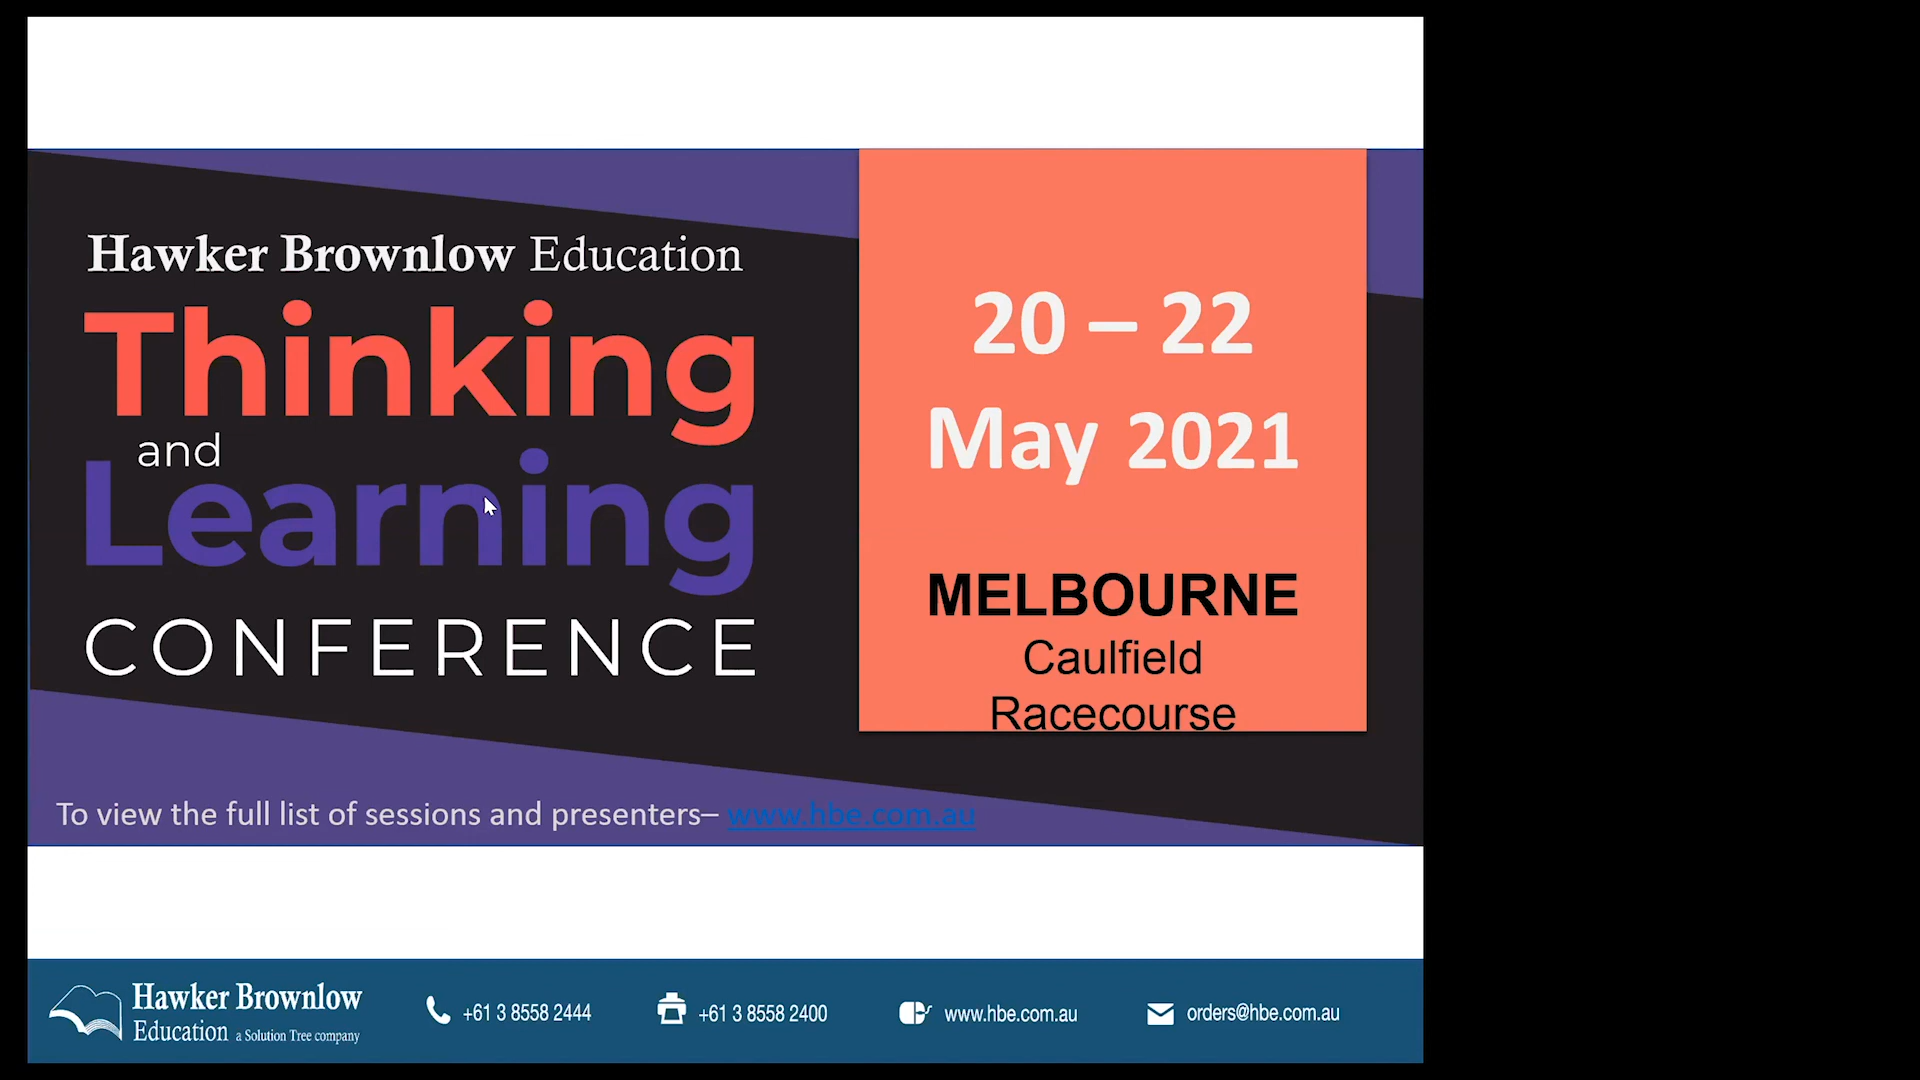 Hawker Brownlow Education
Thinking
and
Learning
CONFERENCE
20 – 22
May 2021
MELBOURNE
Caulfield
Racecourse
To view the full list of sessions and presenters– www.hbe.com.au
Hawker Brownlow
Education a Solution Tree company
+61 3 8558 2444
+61 3 8558 2400
www.hbe.com.au
orders@hbe.com.au